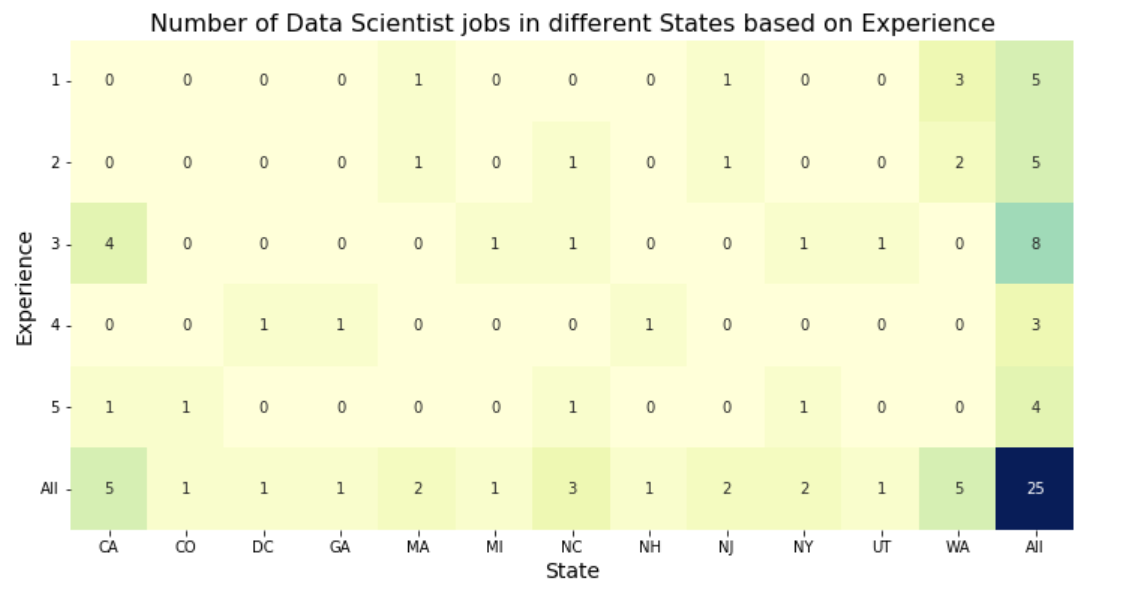 Number of Data Scientist jobs in different States based on Experience
1 0 0 0 0 1 0 0 0 1 0 0 3 5
2 0 0 0 0 1 0 1 0 1 0 0 2 5
3 4 0 0 0 0 1 1 0 0 1 1 0 8
4 0 0 1 1 0 0 0 1 0 0 0 0 3
5 1 1 0 0 0 0 1 0 0 1 0 0 4
All 5 1 1 1 2 1 3 1 2 2 1 5 25
CA CO DC GA MA MI NC NH NJ NY UT WA All
Experience
State